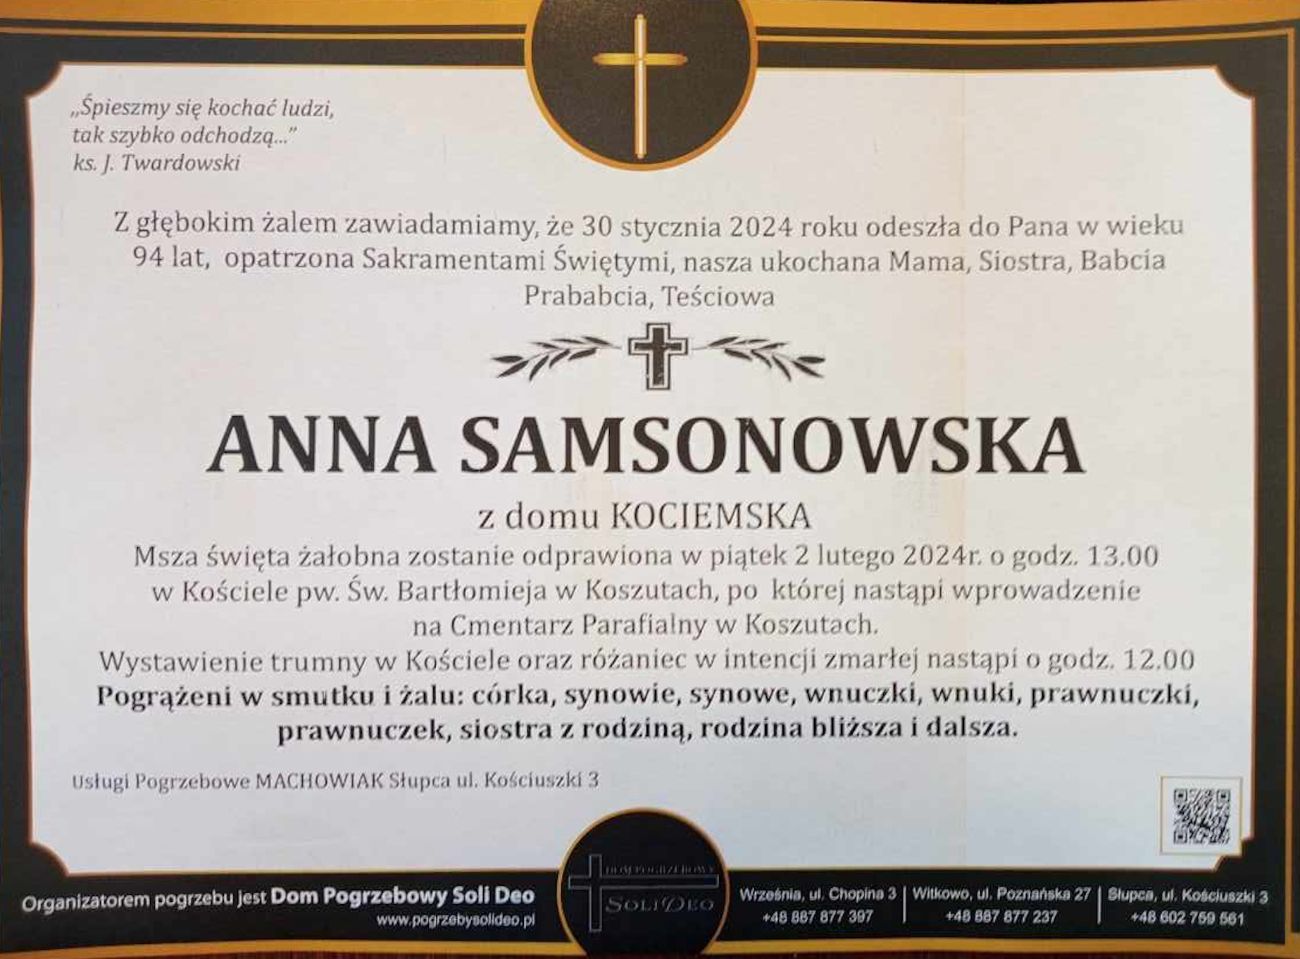 „Śpieszmy się kochać ludzi,
tak szybko odchodzą...”
ks. J. Twardowski
Z głębokim żalem zawiadamiamy, że 30 stycznia 2024 roku odeszła do Pana w wieku
94 lat, opatrzona Sakramentami Świętymi, nasza ukochana Mama, Siostra, Babcia
Prababcia, Teściowa
ANNA SAMSONOWSKA
z domu KOCIEMSKA
Msza święta żałobna zostanie odprawiona w piątek 2 lutego 2024r. o godz. 13.00
w Kościele pw. Św. Bartłomieja w Koszutach, po której nastąpi wprowadzenie
na Cmentarz Parafialny w Koszutach.
Wystawienie trumny w Kościele oraz różaniec w intencji zmarłej nastąpi o godz. 12.00
Pogrążeni w smutku i żalu: córka, synowie, synowe, wnuczki, wnuki, prawnuczki,
prawnuczek, siostra z rodziną, rodzina bliższa i dalsza.
Usługi Pogrzebowe MACHOWIAK Słupca ul. Kościuszki 3
Organizatorem pogrzebu jest Dom Pogrzebowy Soli Deo
www.pogrzebysolideo.pl
DOM POGRZEBOWY
SOLI DEO
Września, ul. Chopina 3 | Witkowo, ul. Poznańska 27 | Słupca, ul. Kościuszki 3
+48 887 877 397 +48 887 877 237 +48 602 759 561